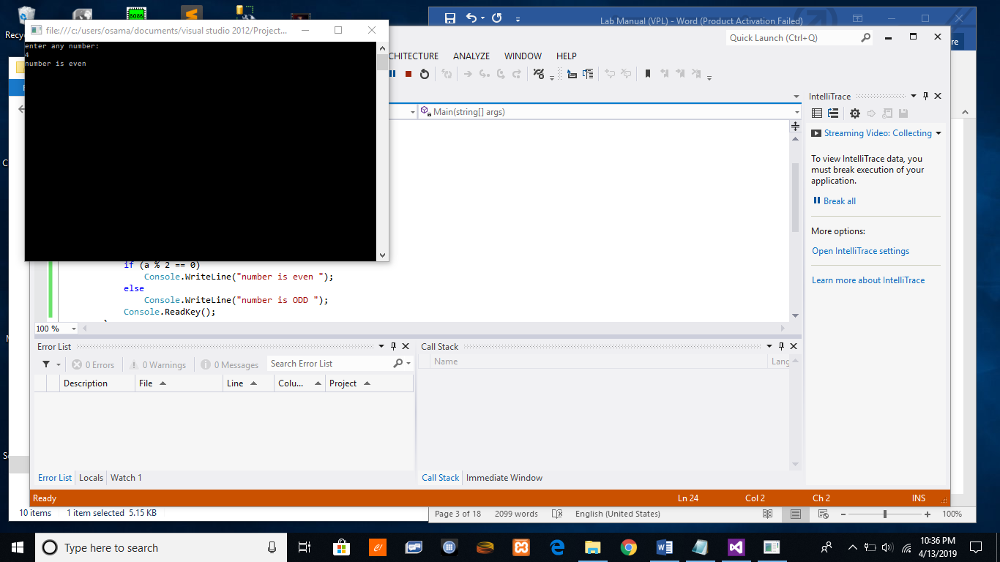 Lab Manual (VPL) - Word (Product Activation Failed)
Recyc
8086
file:///c:/users/osama/documents/visual studio 2012/Project...
enter any number:
4
number is even
Quick Launch (Ctrl+Q)
re
CHITECTURE ANALYZE WINDOW HELP
IntelliTrace
Main(string[] args)
Streaming Video: Collecting
To view IntelliTrace data, you
must break execution of your
application.
Break all
More options:
Open IntelliTrace settings
Learn more about IntelliTrace
if (a % 2 == 0)
Console.WriteLine("number is even ");
else
Console.WriteLine("number is ODD ");
Console.ReadKey();
}
100 %
Error List
0 Errors 0 Warnings 0 Messages Search Error List
Description File Line Colu... Project
Error List Locals Watch 1
Call Stack
Name Lang
Call Stack Immediate Window
Ready Ln 24 Col 2 Ch 2 INS
10 items 1 item selected 5.15 KB
Page 3 of 18 2099 words English (United States) 100%
Type here to search
10:36 PM
4/13/2019